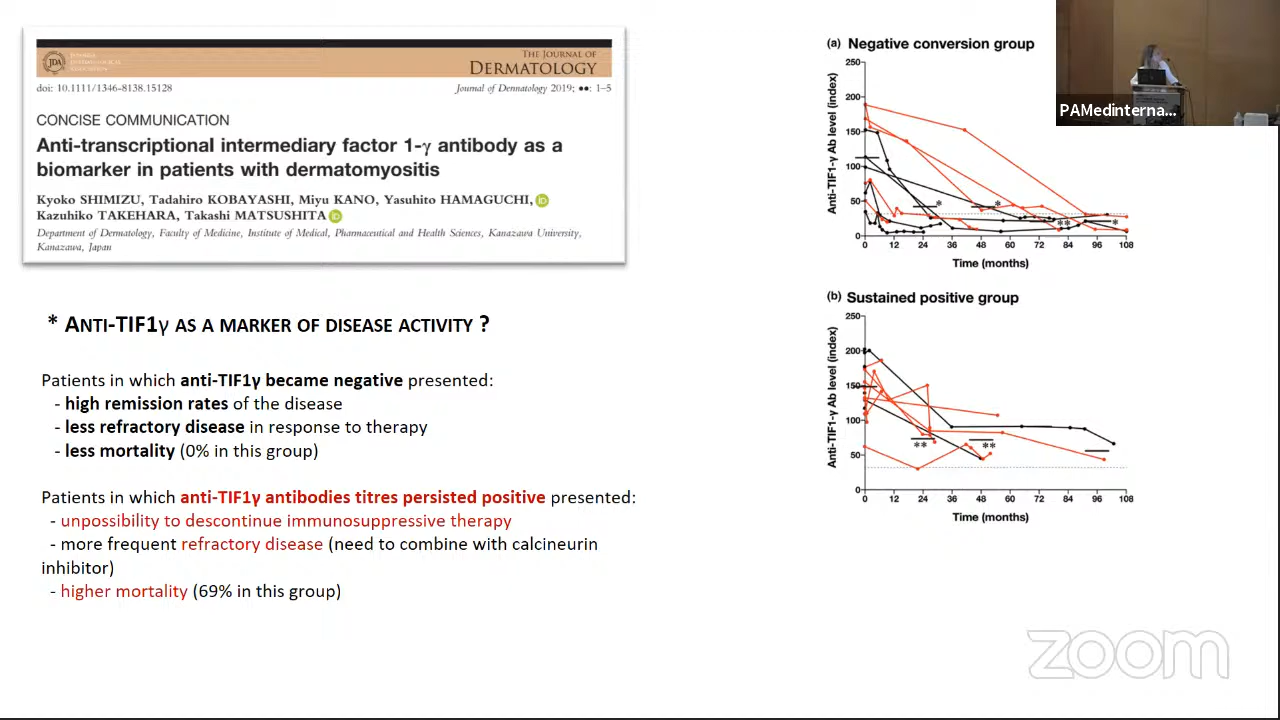 THE JOURNAL OF
DERMATOLOGY
JDA
doi: 10.1111/1346-8138.15128
Journal of Dermatology 2019; ••: 1–5
CONCISE COMMUNICATION
Anti-transcriptional intermediary factor 1-γ antibody as a
biomarker in patients with dermatomyositis
Kyoko SHIMIZU, Tadahiro KOBAYASHI, Miyu KANO, Yasuhito HAMAGUCHI, iD
Kazuhiko TAKEHARA, Takashi MATSUSHITA iD
Department of Dermatology, Faculty of Medicine, Institute of Medical, Pharmaceutical and Health Sciences, Kanazawa University,
Kanazawa, Japan
* ANTI-TIF1γ AS A MARKER OF DISEASE ACTIVITY ?
Patients in which anti-TIF1γ became negative presented:
- high remission rates of the disease
- less refractory disease in response to therapy
- less mortality (0% in this group)
Patients in which anti-TIF1γ antibodies titres persisted positive presented:
- unpossibility to descontinue immunosuppressive therapy
- more frequent refractory disease (need to combine with calcineurin
inhibitor)
- higher mortality (69% in this group)
(a) Negative conversion group
Anti-TIF1-γ Ab level (index)
250
200
150
100
50
0
* * ** *
0 12 24 36 48 60 72 84 96 108
Time (months)
(b) Sustained positive group
Anti-TIF1-γ Ab level (index)
250
200
150
100
50
0
** **
0 12 24 36 48 60 72 84 96 108
Time (months)
PAMedinterna...
zoom